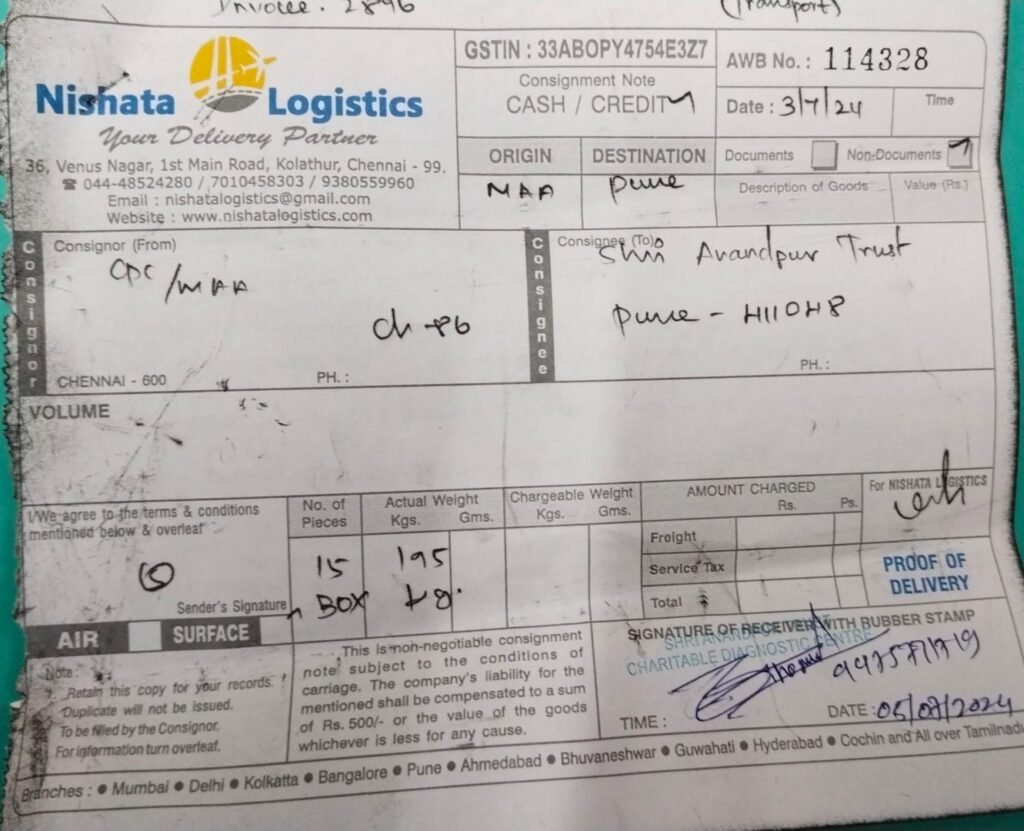 Invoice : 2896
(Transport)
Nishata Logistics
Your Delivery Partner
36, Venus Nagar, 1st Main Road, Kolathur, Chennai - 99.
☎ 044-48524280 / 7010458303 / 9380559960
Email : nishatalogistics@gmail.com
Website : www.nishatalogistics.com
GSTIN : 33ABOPY4754E3Z7
Consignment Note
CASH / CREDIT
AWB No. : 114328
Date : 3/7/24
Time
ORIGIN
MAA
DESTINATION
Pune
Documents
Non-Documents
Description of Goods
Value (Rs.)
Consignor
Consignor (From)
CPC/MAA
Ch-86
CHENNAI - 600
PH. :
Consignee
Consignee (To)
Shri Anandpur Trust
Pune - 411048
PH. :
VOLUME
I/We agree to the terms & conditions
mentioned below & overleaf
Sender's Signature
No. of
Pieces
15
BOX
Actual Weight
Kgs. Gms.
195
kg.
Chargeable Weight
Kgs. Gms.
AMOUNT CHARGED
Rs. Ps.
Freight
Service Tax
Total
For NISHATA LOGISTICS
PROOF OF
DELIVERY
AIR
SURFACE
Note :
Retain this copy for your records.
Duplicate will not be issued.
To be filled by the Consignor.
For information turn overleaf.
This is non-negotiable consignment
note subject to the conditions of
carriage. The company's liability for the
mentioned shall be compensated to a sum
of Rs. 500/- or the value of the goods
whichever is less for any cause.
SIGNATURE OF RECEIVER WITH RUBBER STAMP
CHARITABLE DIAGNOSTIC CENTRE
TIME :
DATE : 05/07/2024
Branches : ● Mumbai ● Delhi ● Kolkatta ● Bangalore ● Pune ● Ahmedabad ● Bhuvaneshwar ● Guwahati ● Hyderabad ● Cochin and All over Tamilnadu